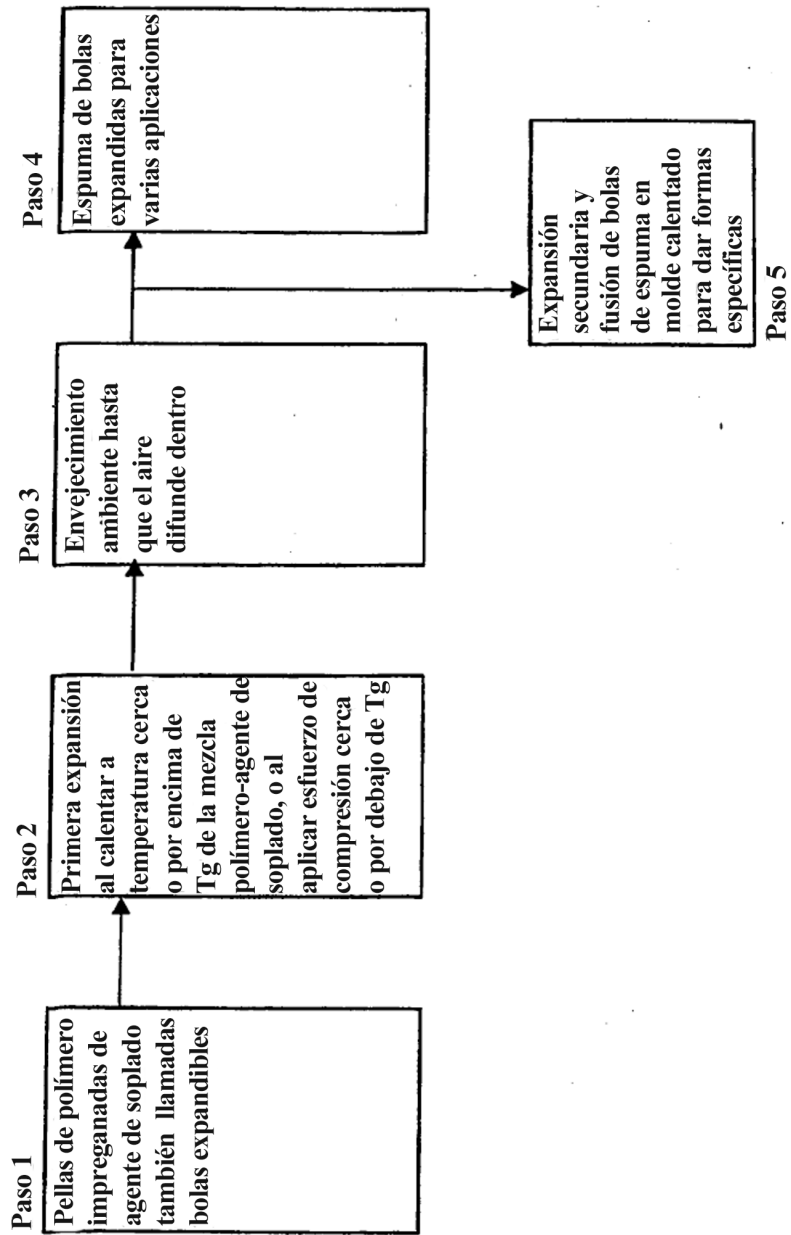 Paso 1
Pellas de polímero
impreganadas de
agente de soplado
también llamadas
bolas expandibles
Paso 2
Primera expansión
al calentar a
temperatura cerca
o por encima de
Tg de la mezcla
polímero-agente de
soplado, o al
aplicar esfuerzo de
compresión cerca
o por debajo de Tg
Paso 3
Envejecimiento
ambiente hasta
que el aire
difunde dentro
Paso 4
Espuma de bolas
expandidas para
varias aplicaciones
Expansión
secundaria y
fusión de bolas
de espuma en
molde calentado
para dar formas
específicas
Paso 5